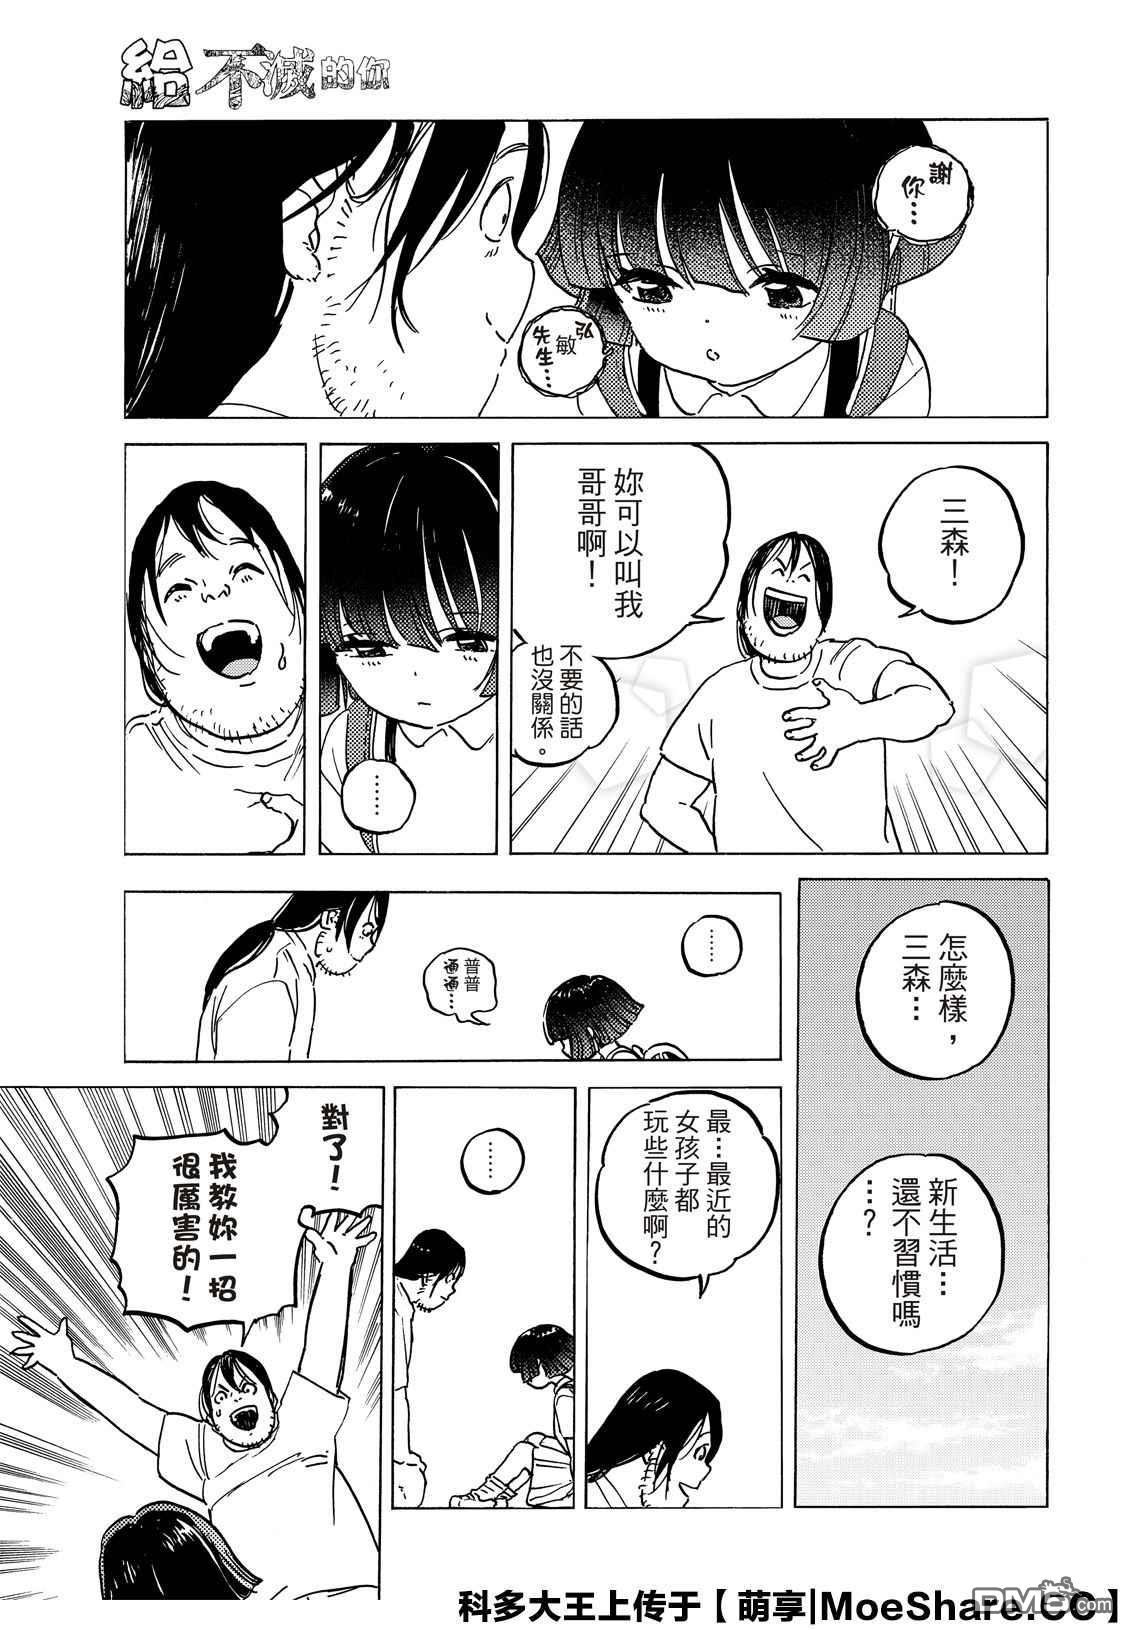 給不滅的你
謝
你…
弘
敏
先生…
三森！
妳可以叫我
哥哥啊！
不要的話
也沒關係。
……
怎麼樣，
三森…
新生活…
還不習慣嗎
…？
……
普普
通通…
最…最近的
女孩子都
玩些什麼啊？
……
對了！
我教妳一招
很厲害的！
科多大王上传于【萌享|MoeShare.CC】